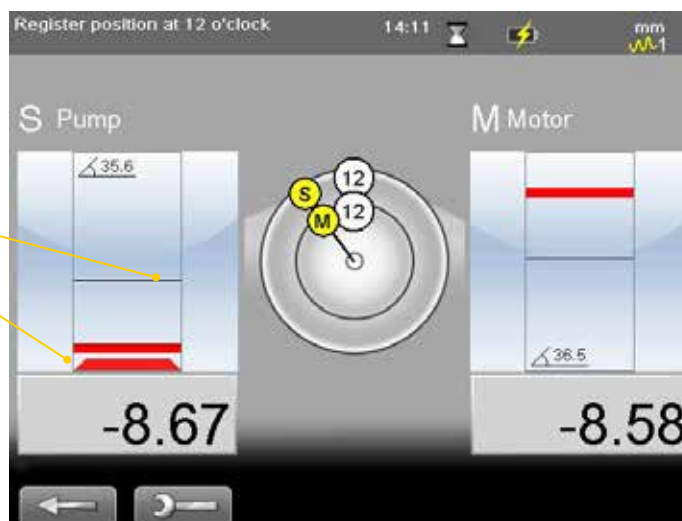 Register position at 12 o'clock 14:11 mm
1
S Pump M Motor
35.6
12
S
12
M
36.5
-8.67 -8.58